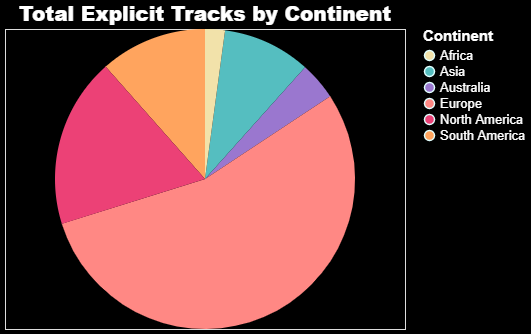 Total Explicit Tracks by Continent
Continent
Africa
Asia
Australia
Europe
North America
South America